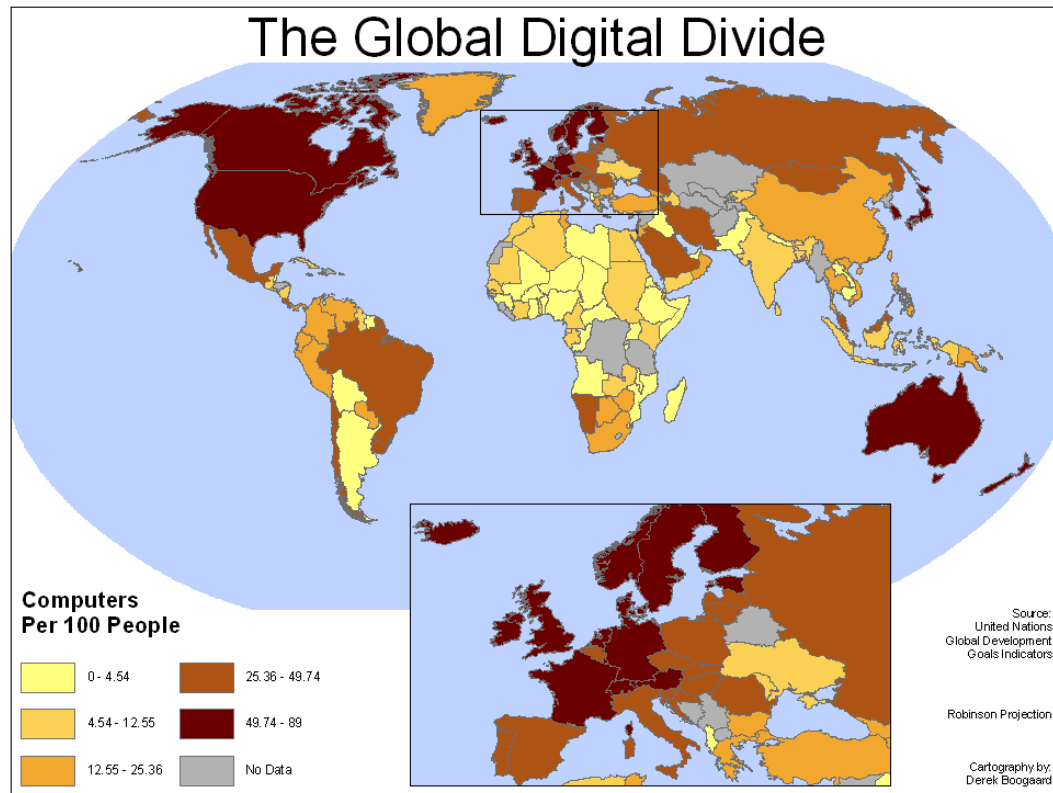 The Global Digital Divide
Computers
Per 100 People
0 - 4.54
4.54 - 12.55
12.55 - 25.36
25.36 - 49.74
49.74 - 89
No Data
Source:
United Nations
Global Development
Goals Indicators
Robinson Projection
Cartography by:
Derek Boogaard